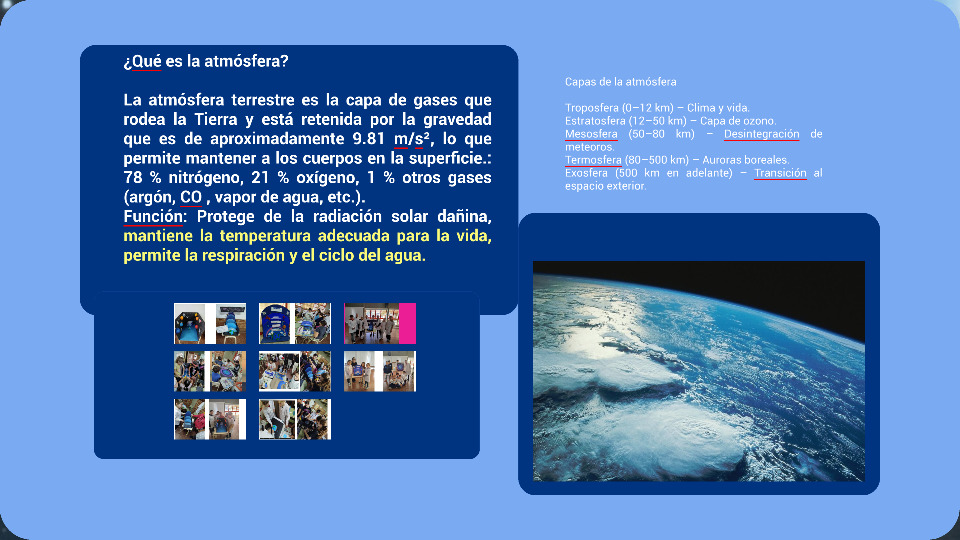 ¿Qué es la atmósfera?
La atmósfera terrestre es la capa de gases que
rodea la Tierra y está retenida por la gravedad
que es de aproximadamente 9.81 m/s², lo que
permite mantener a los cuerpos en la superficie.:
78 % nitrógeno, 21 % oxígeno, 1 % otros gases
(argón, CO , vapor de agua, etc.).
Función: Protege de la radiación solar dañina,
mantiene la temperatura adecuada para la vida,
permite la respiración y el ciclo del agua.
Capas de la atmósfera
Troposfera (0–12 km) – Clima y vida.
Estratosfera (12–50 km) – Capa de ozono.
Mesosfera (50–80 km) – Desintegración de
meteoros.
Termosfera (80–500 km) – Auroras boreales.
Exosfera (500 km en adelante) – Transición al
espacio exterior.